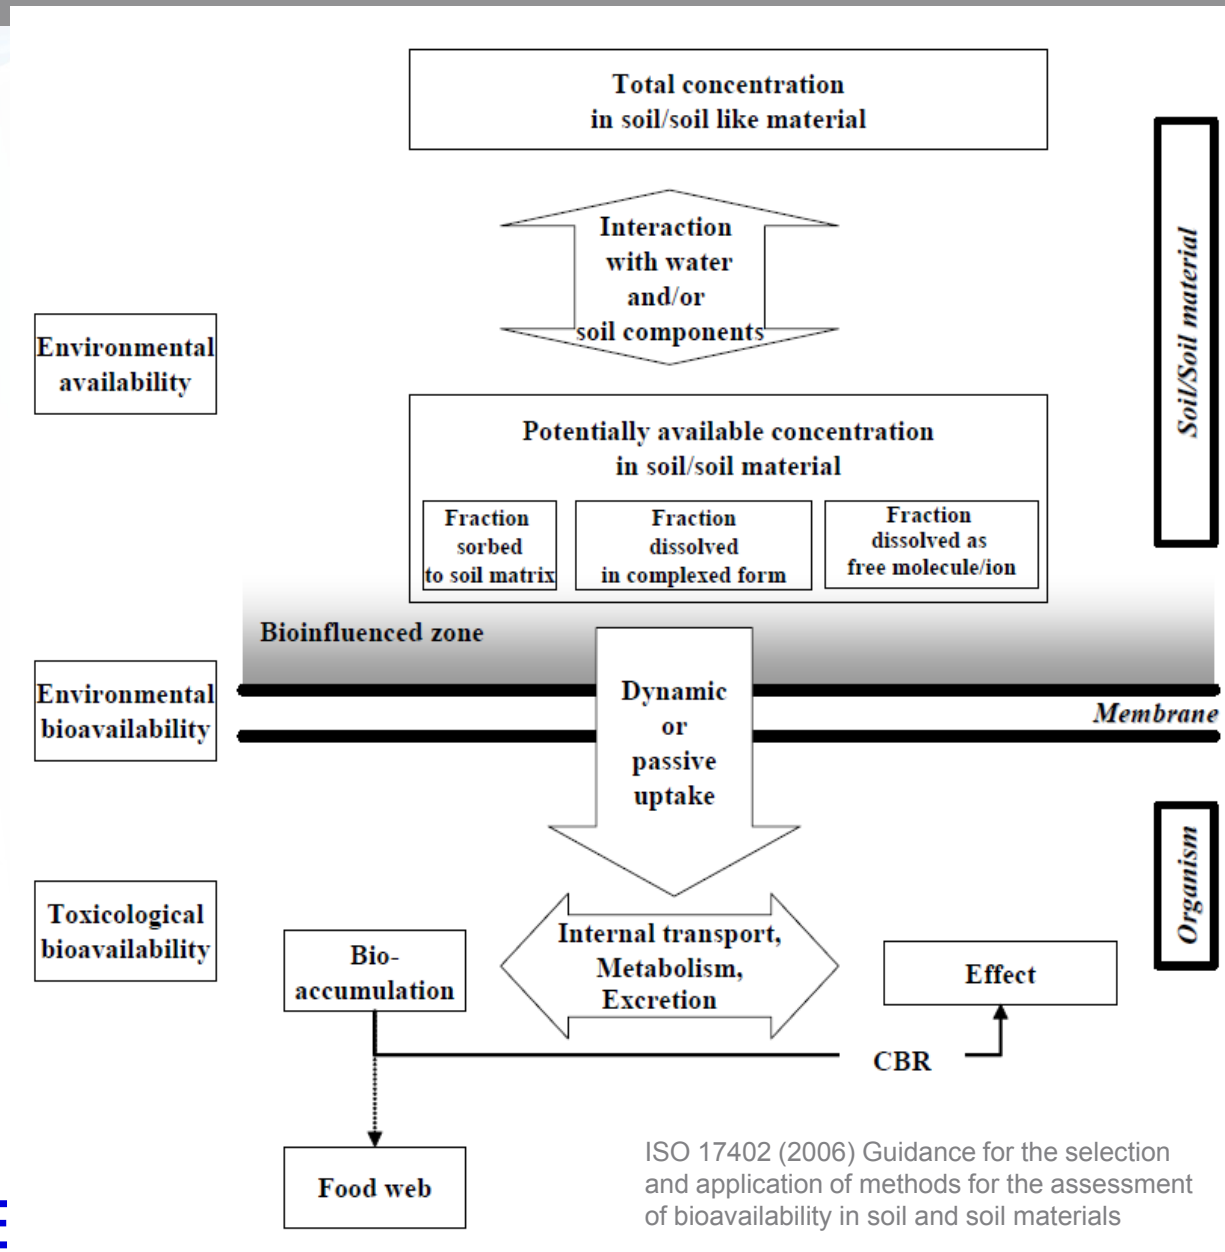 Total concentration
in soil/soil like material
Interaction
with water
and/or
soil components
Soil/Soil material
Environmental
availability
Potentially available concentration
in soil/soil material
Fraction
sorbed
to soil matrix
Fraction
dissolved
in complexed form
Fraction
dissolved as
free molecule/ion
Bioinfluenced zone
Environmental
bioavailability
Dynamic
or
passive
uptake
Membrane
Organism
Toxicological
bioavailability
Bio-
accumulation
Internal transport,
Metabolism,
Excretion
Effect
CBR
Food web
ISO 17402 (2006) Guidance for the selection
and application of methods for the assessment
of bioavailability in soil and soil materials